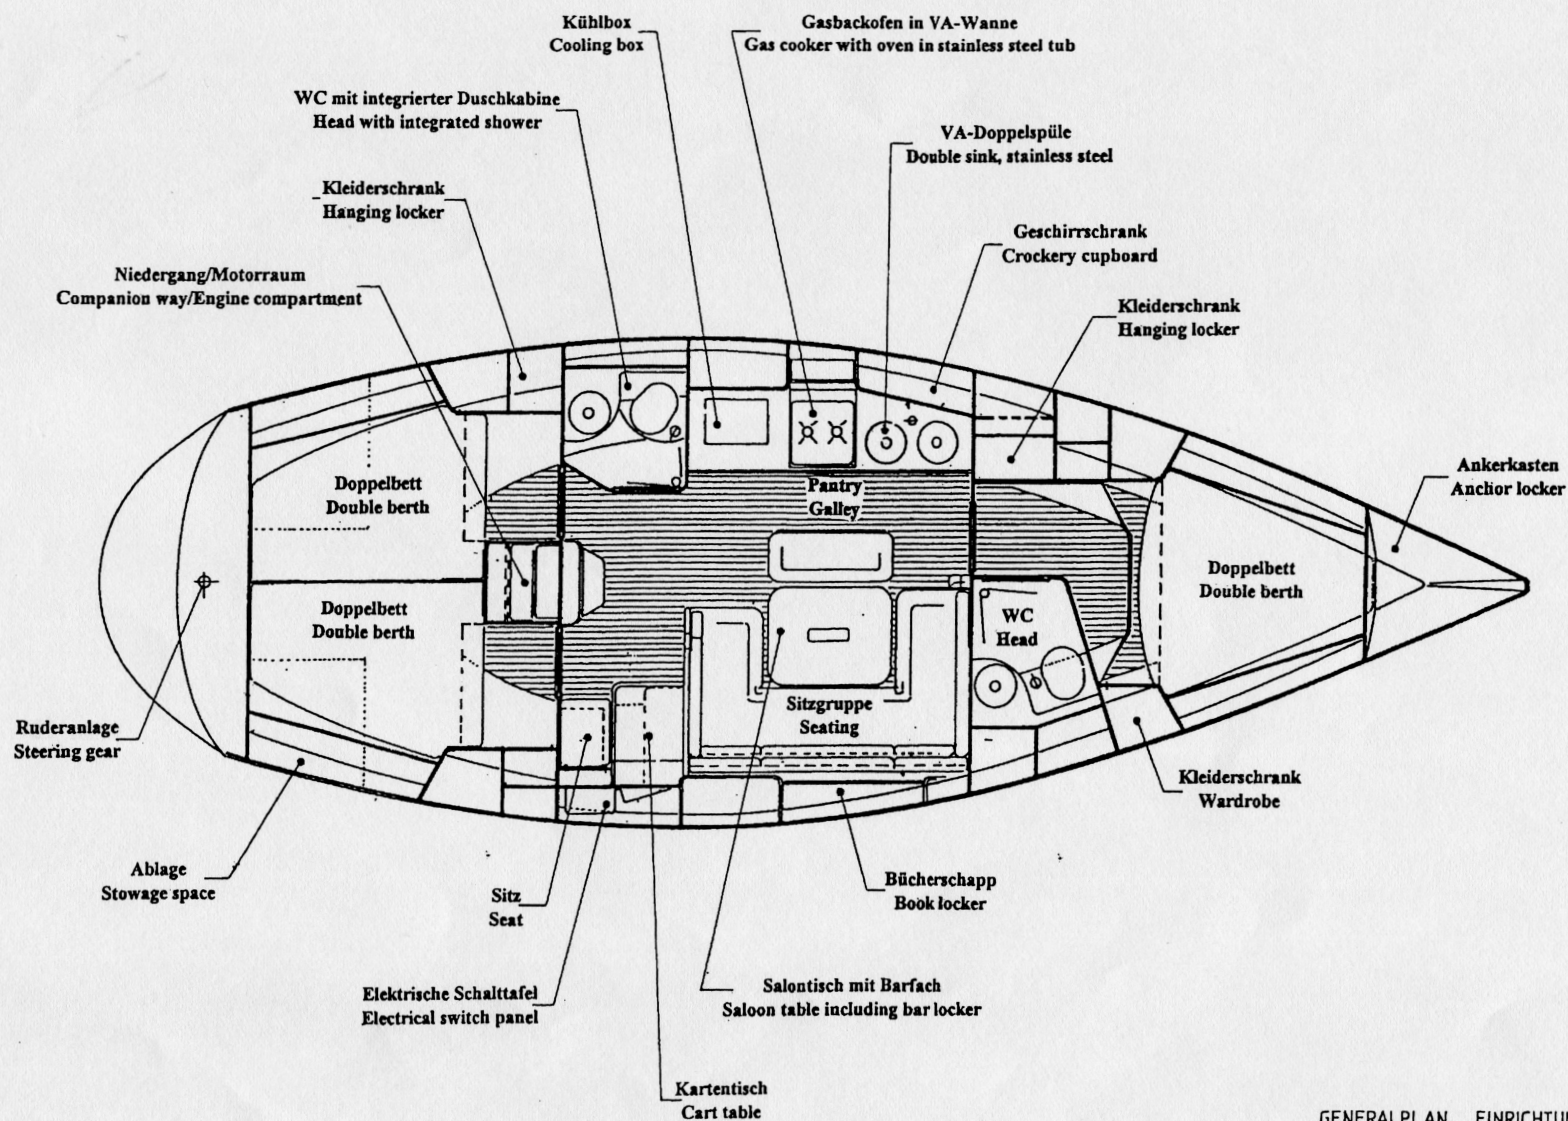 Kühlbox
Cooling box
Gasbackofen in VA-Wanne
Gas cooker with oven in stainless steel tub
WC mit integrierter Duschkabine
Head with integrated shower
VA-Doppelspüle
Double sink, stainless steel
Kleiderschrank
Hanging locker
Geschirrschrank
Crockery cupboard
Niedergang/Motorraum
Companion way/Engine compartment
Kleiderschrank
Hanging locker
Ankerkasten
Anchor locker
Doppelbett
Double berth
Pantry
Galley
Doppelbett
Double berth
Doppelbett
Double berth
WC
Head
Sitzgruppe
Seating
Ruderanlage
Steering gear
Kleiderschrank
Wardrobe
Ablage
Stowage space
Sitz
Seat
Bücherschapp
Book locker
Elektrische Schalttafel
Electrical switch panel
Salontisch mit Barfach
Saloon table including bar locker
Kartentisch
Cart table
GENERALPLAN